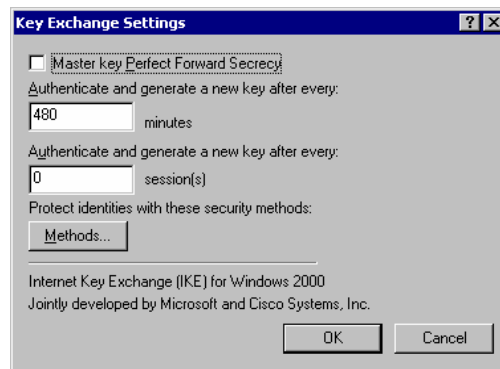 Key Exchange Settings
Master key Perfect Forward Secrecy
Authenticate and generate a new key after every:
480 minutes
Authenticate and generate a new key after every:
0 session(s)
Protect identities with these security methods:
Methods...
Internet Key Exchange (IKE) for Windows 2000
Jointly developed by Microsoft and Cisco Systems, Inc.
OK Cancel